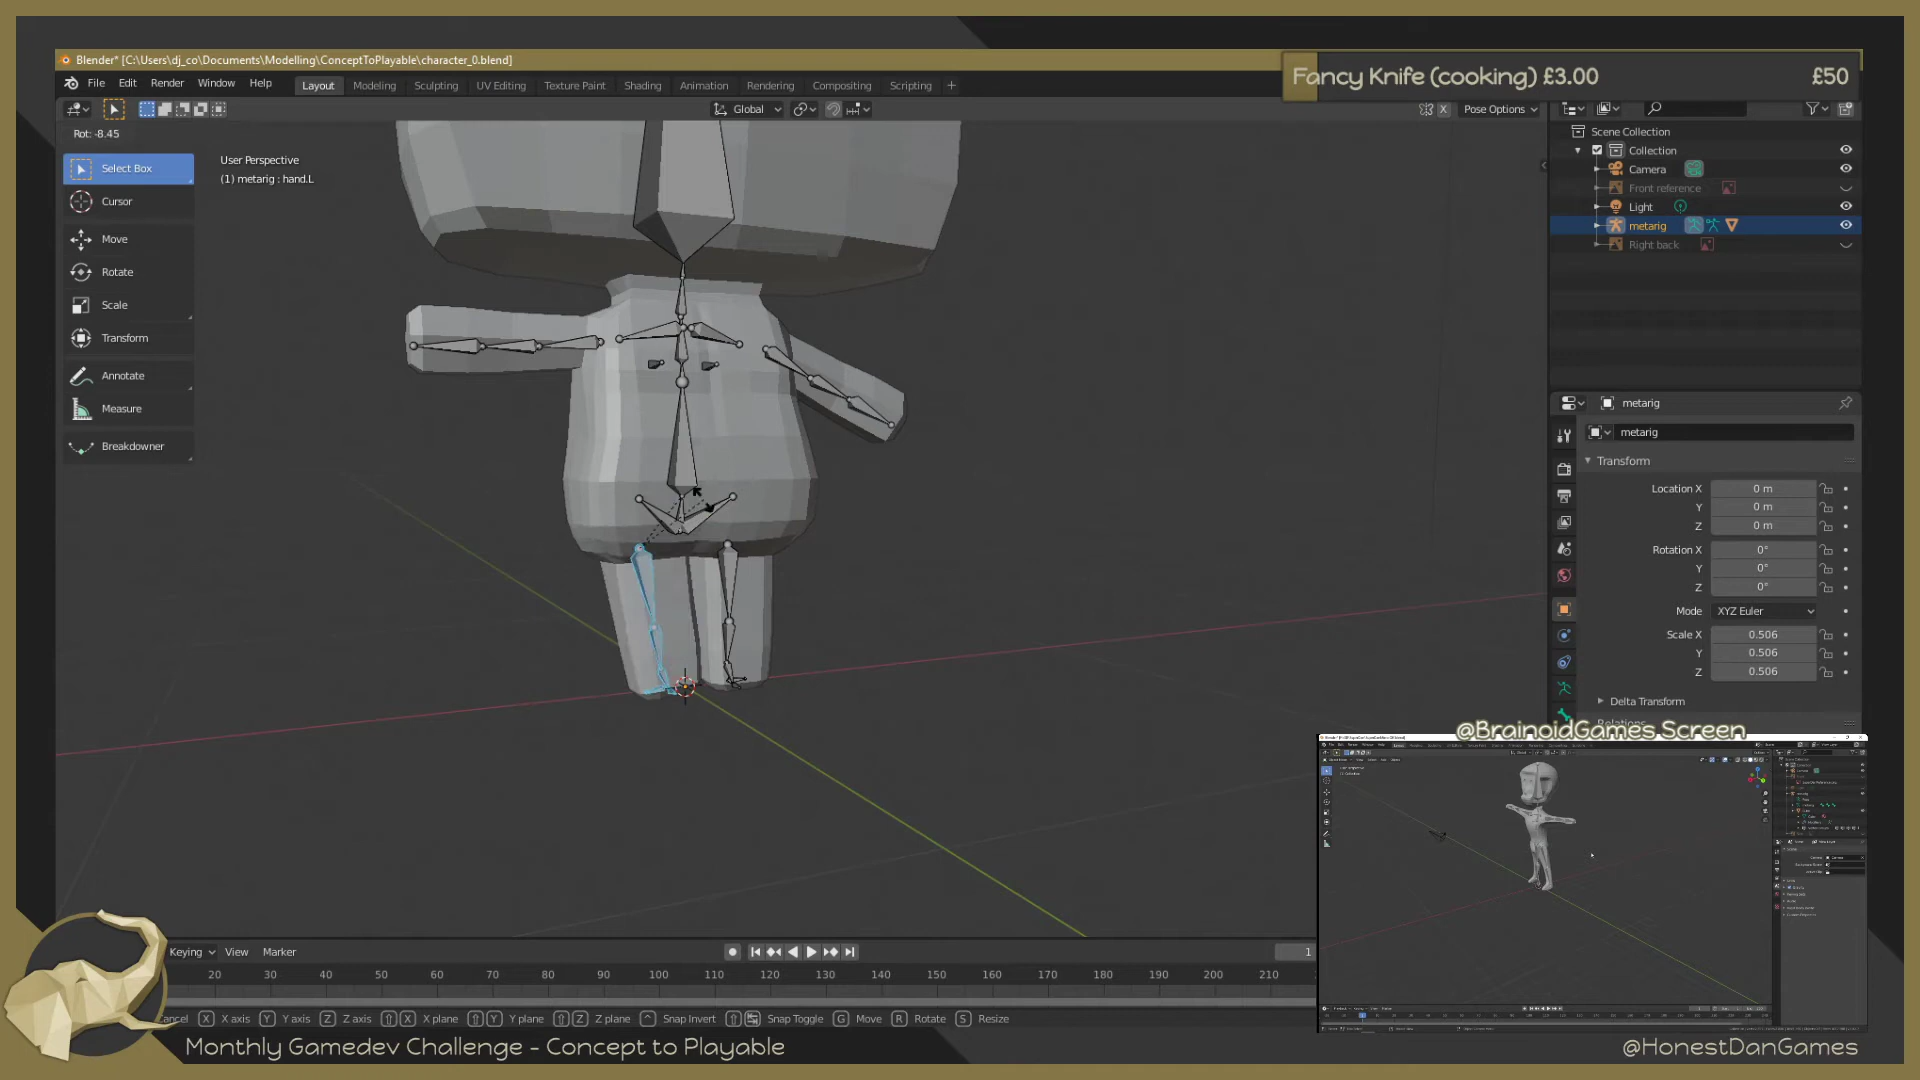 Blender* [C:\Users\dj_co\Documents\Modelling\ConceptToPlayable\character_0.blend]
Fancy Knife (cooking) £3.00 £50
File Edit Render Window Help Layout Modeling Sculpting UV Editing Texture Paint Shading Animation Rendering Compositing Scripting +
Global Pose Options
X
Rot: -8.45
Select Box
Cursor
Move
Rotate
Scale
Transform
Annotate
Measure
Breakdowner
User Perspective
(1) metarig : hand.L
Scene Collection
Collection
Camera
Front reference
Light
metarig
Right back
metarig
metarig
Transform
Location X 0 m
Y 0 m
Z 0 m
Rotation X 0°
Y 0°
Z 0°
Mode XYZ Euler
Scale X 0.506
Y 0.506
Z 0.506
Delta Transform
Relations
@BrainoidGames Screen
Keying View Marker 1
20 30 40 50 60 70 80 90 100 110 120 130 140 150 160 170 180 190 200 210
ancel X X axis Y Y axis Z Z axis X X plane Y Y plane Z Z plane Snap Invert Snap Toggle G Move R Rotate S Resize
Monthly Gamedev Challenge - Concept to Playable
@HonestDanGames